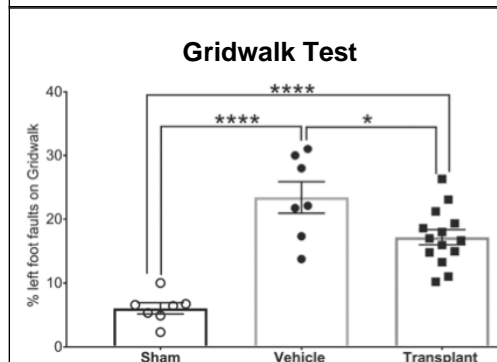 Gridwalk Test
% left foot faults on Gridwalk
40
30
20
10
0
****
****
*
Sham
Vehicle
Transplant